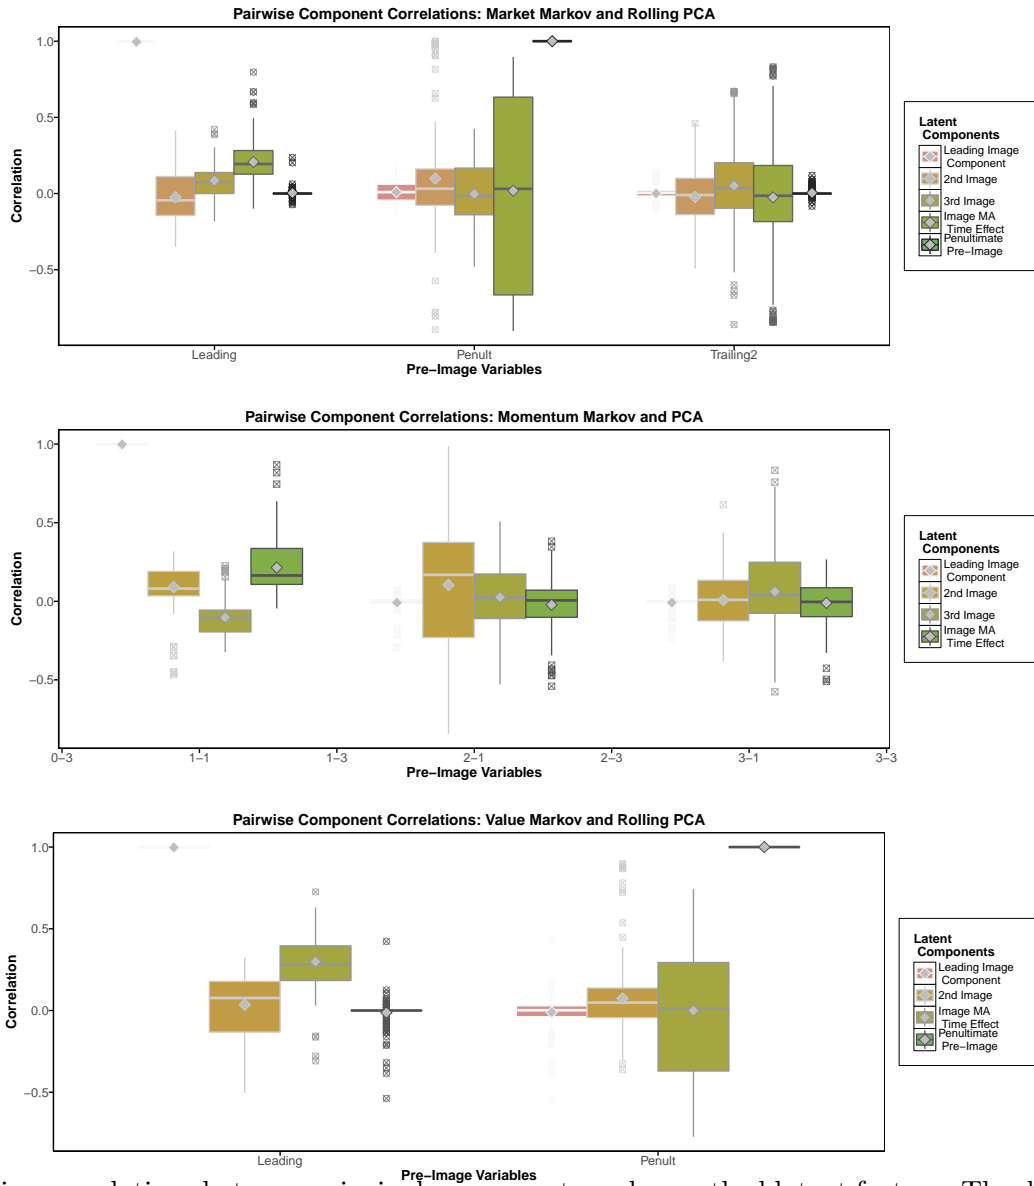 Pairwise Component Correlations: Market Markov and Rolling PCA
1.0
0.5
0.0
−0.5
Correlation
Leading
Penult
Trailing2
Pre−Image Variables
Latent
Components
Leading Image
Component
2nd Image
3rd Image
Image MA
Time Effect
Penultimate
Pre−Image
Pairwise Component Correlations: Momentum Markov and PCA
1.0
0.5
0.0
−0.5
Correlation
0−3
1−1
1−3
2−1
2−3
3−1
3−3
Pre−Image Variables
Latent
Components
Leading Image
Component
2nd Image
3rd Image
Image MA
Time Effect
Pairwise Component Correlations: Value Markov and Rolling PCA
1.0
0.5
0.0
−0.5
Correlation
Leading
Penult
Pre−Image Variables
Latent
Components
Leading Image
Component
2nd Image
Image MA
Time Effect
Penultimate
Pre−Image